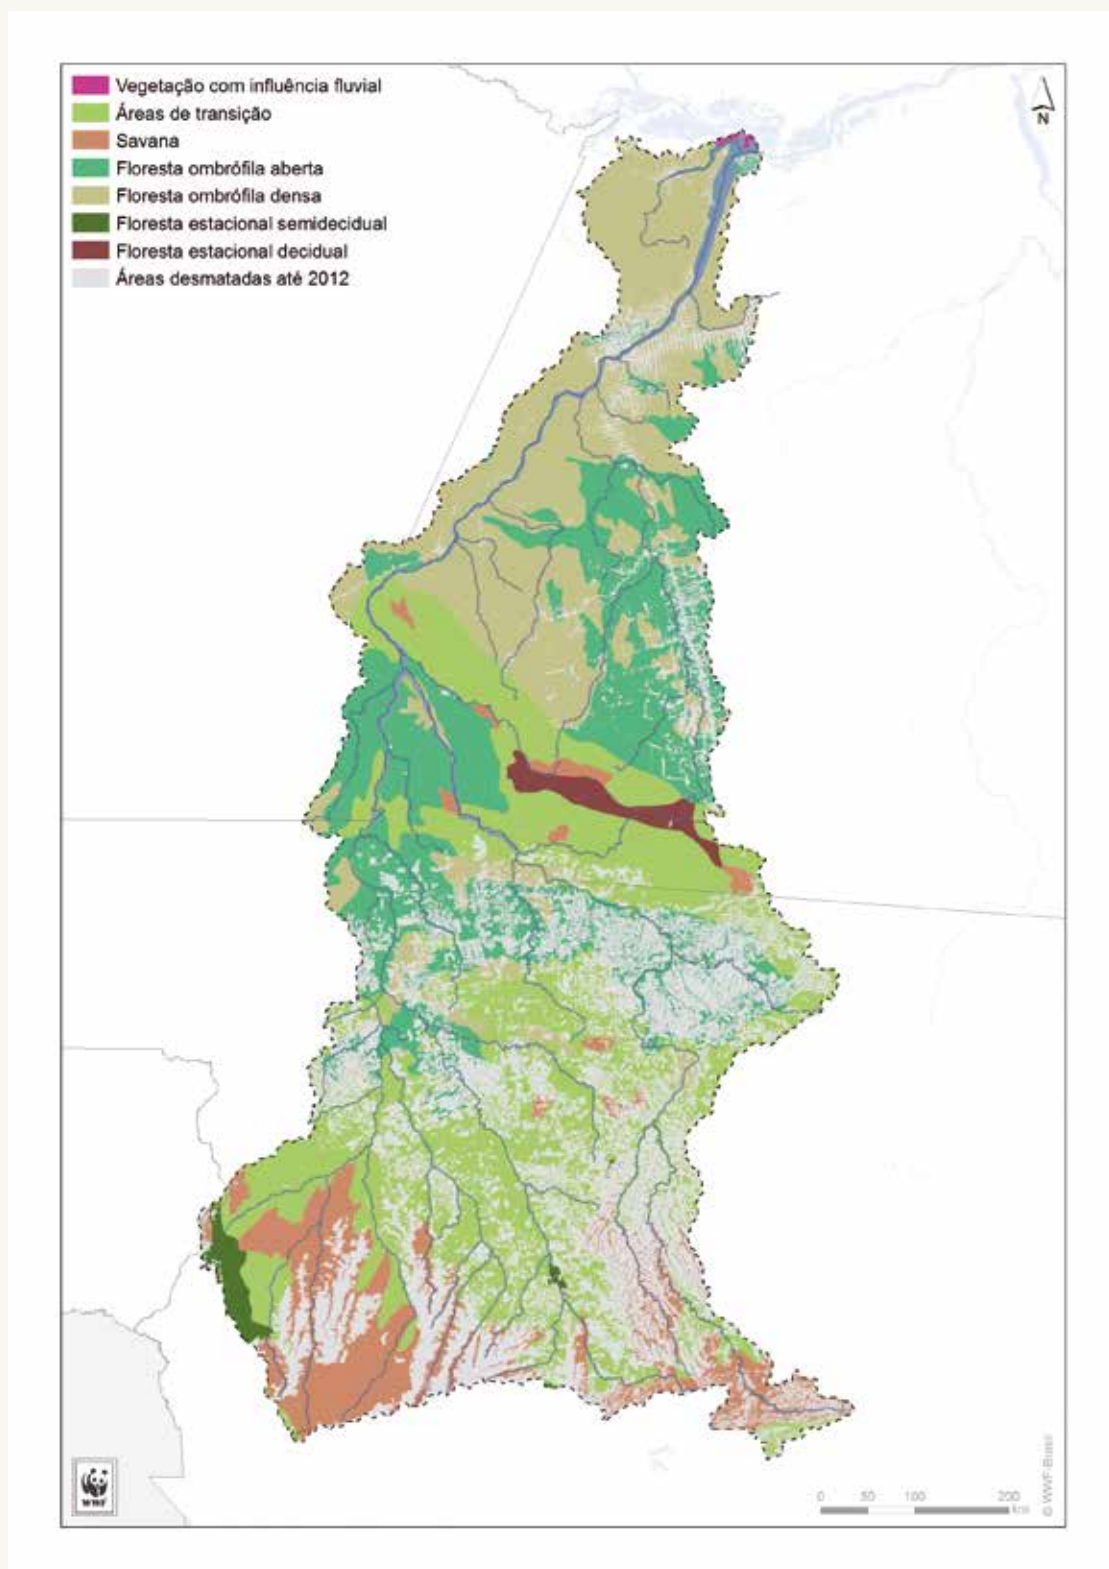 Vegetação com influência fluvial
Áreas de transição
Savana
Floresta ombrófila aberta
Floresta ombrófila densa
Floresta estacional semidecidual
Floresta estacional decidual
Áreas desmatadas até 2012
N
WWF
0 50 100 200
km
© WWF-Brasil